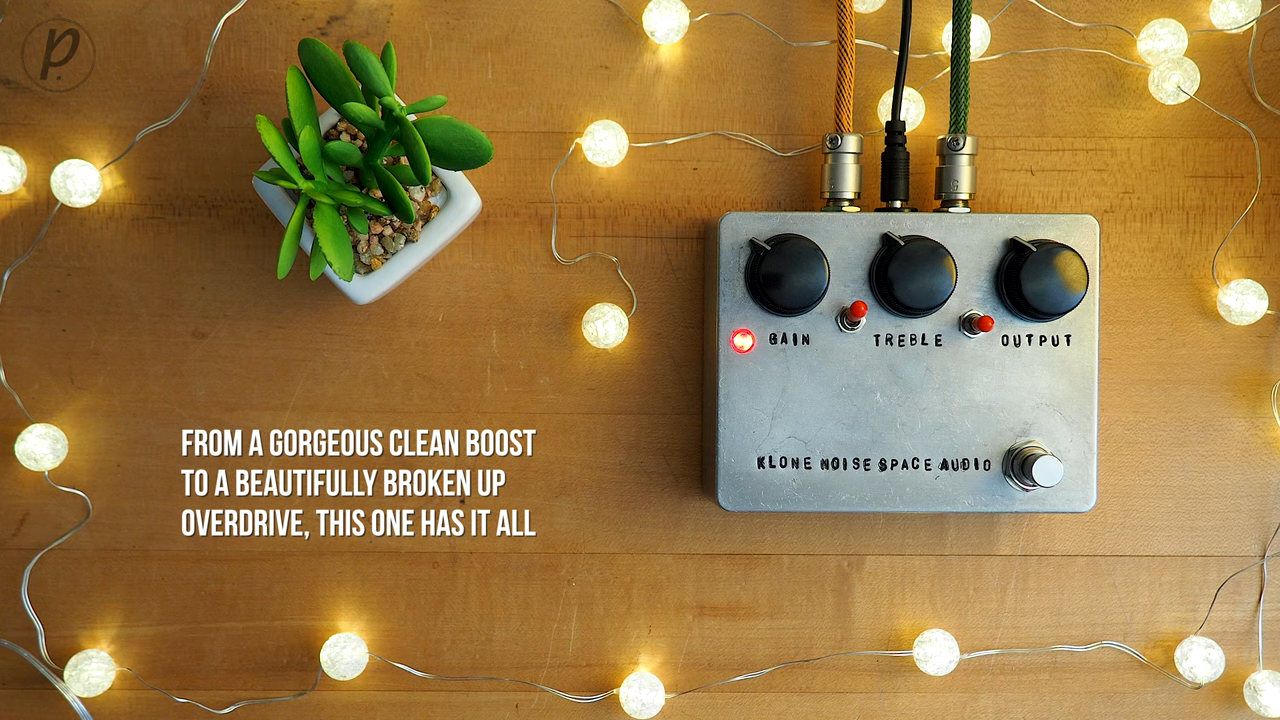 p.
GAIN TREBLE OUTPUT
FROM A GORGEOUS CLEAN BOOST
TO A BEAUTIFULLY BROKEN UP
OVERDRIVE, THIS ONE HAS IT ALL
KLONE NOISE SPACE AUDIO